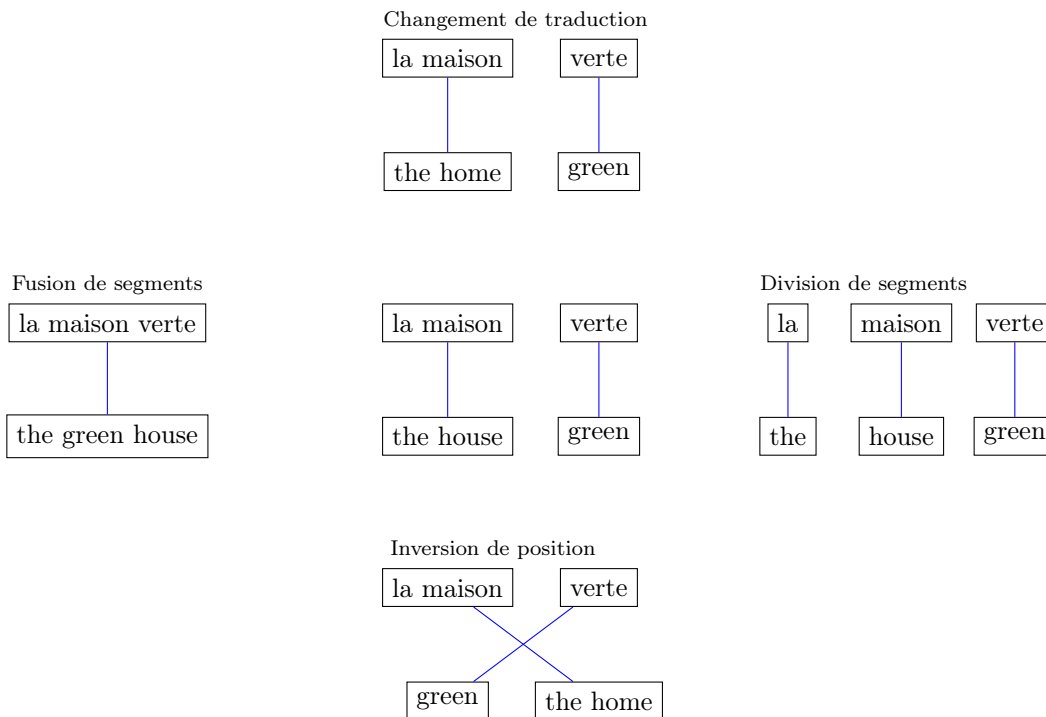 Changement de traduction
la maison verte
the home green
Fusion de segments
la maison verte
the green house
la maison verte
the house green
Division de segments
la maison verte
the house green
Inversion de position
la maison verte
green the home